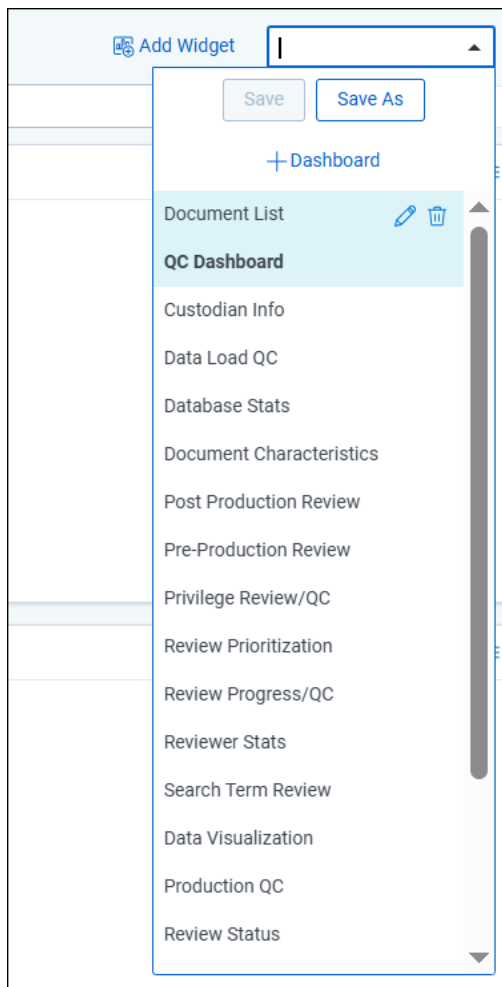 Add Widget
Save Save As
Dashboard
Document List
QC Dashboard
Custodian Info
Data Load QC
Database Stats
Document Characteristics
Post Production Review
Pre-Production Review
Privilege Review/QC
Review Prioritization
Review Progress/QC
Reviewer Stats
Search Term Review
Data Visualization
Production QC
Review Status